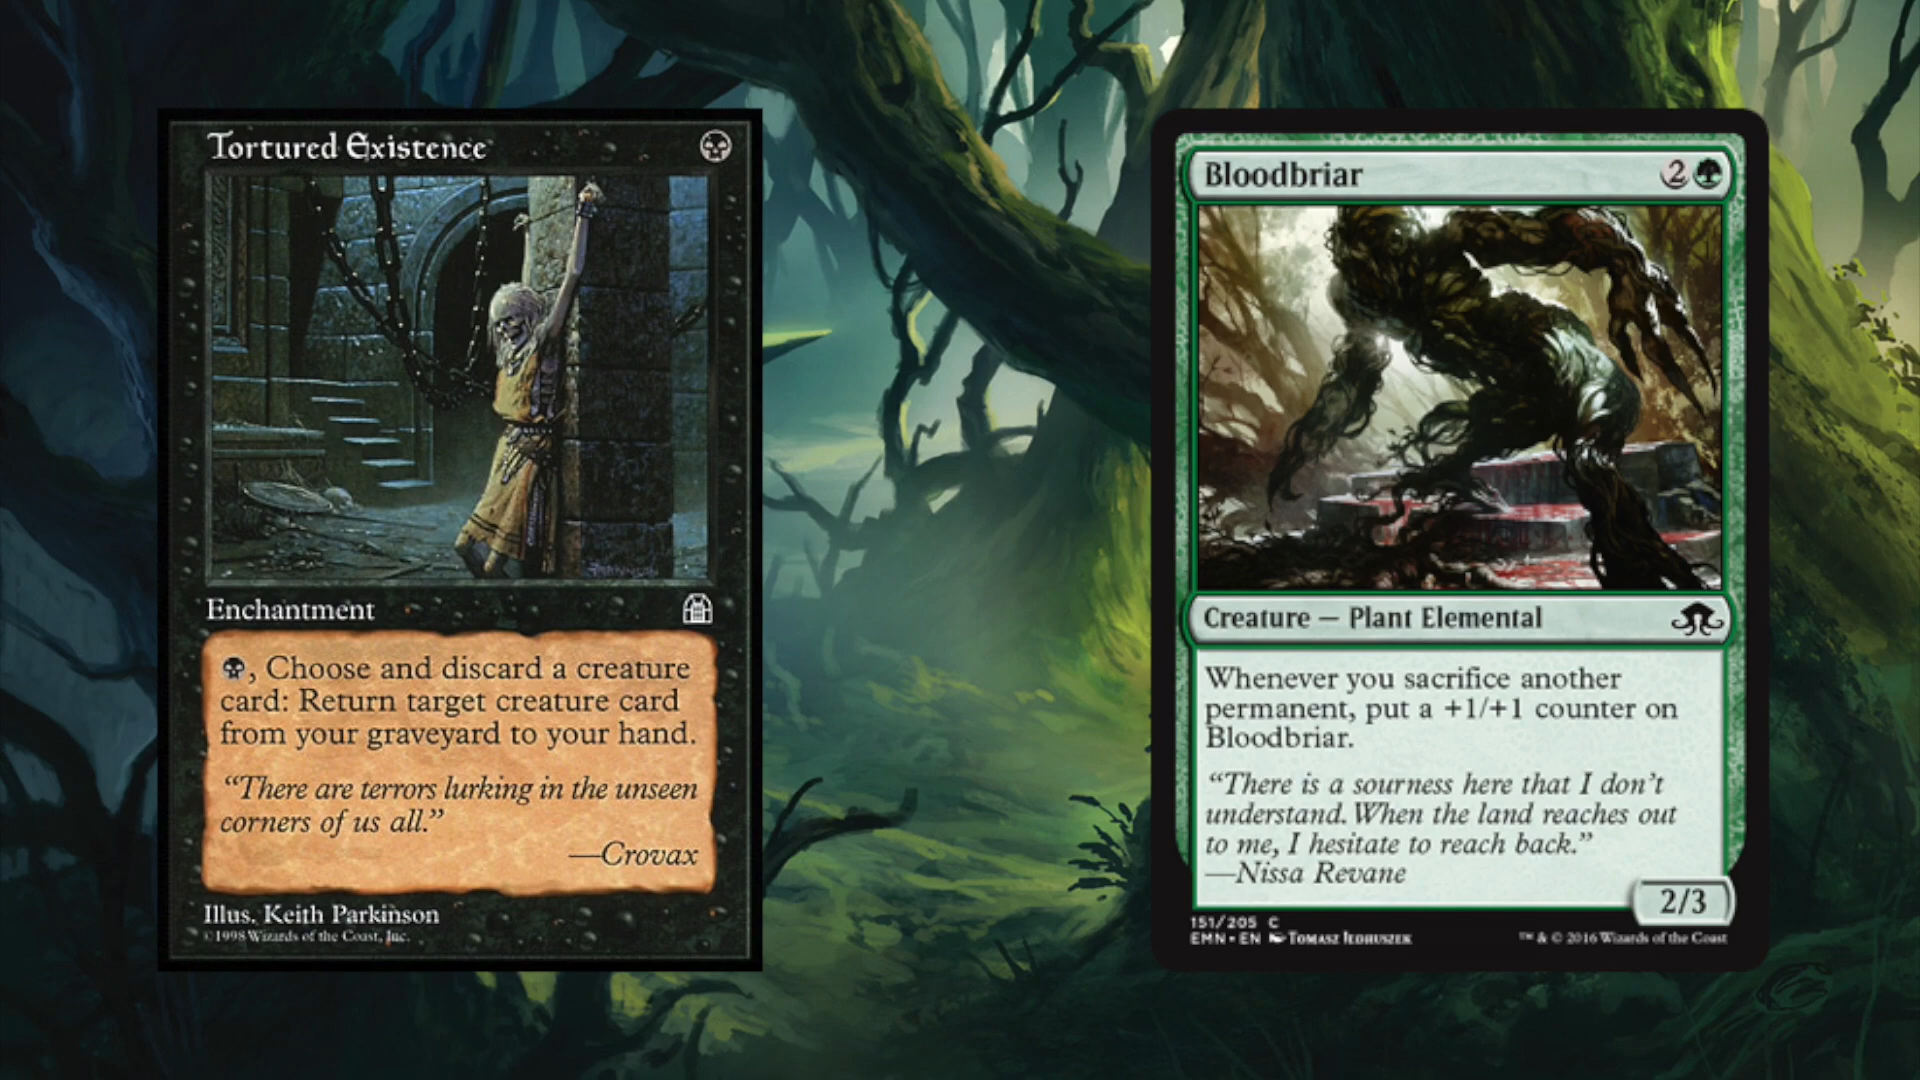 Tortured Existence
Enchantment
, Choose and discard a creature
card: Return target creature card
from your graveyard to your hand.
“There are terrors lurking in the unseen
corners of us all.”
—Crovax
Illus. Keith Parkinson
©1998 Wizards of the Coast, Inc.
Bloodbriar
2
Creature — Plant Elemental
Whenever you sacrifice another
permanent, put a +1/+1 counter on
Bloodbriar.
“There is a sourness here that I don’t
understand. When the land reaches out
to me, I hesitate to reach back.”
—Nissa Revane
2/3
151/205 C
EMN • EN Tomasz Jedruszek
™ & © 2016 Wizards of the Coast